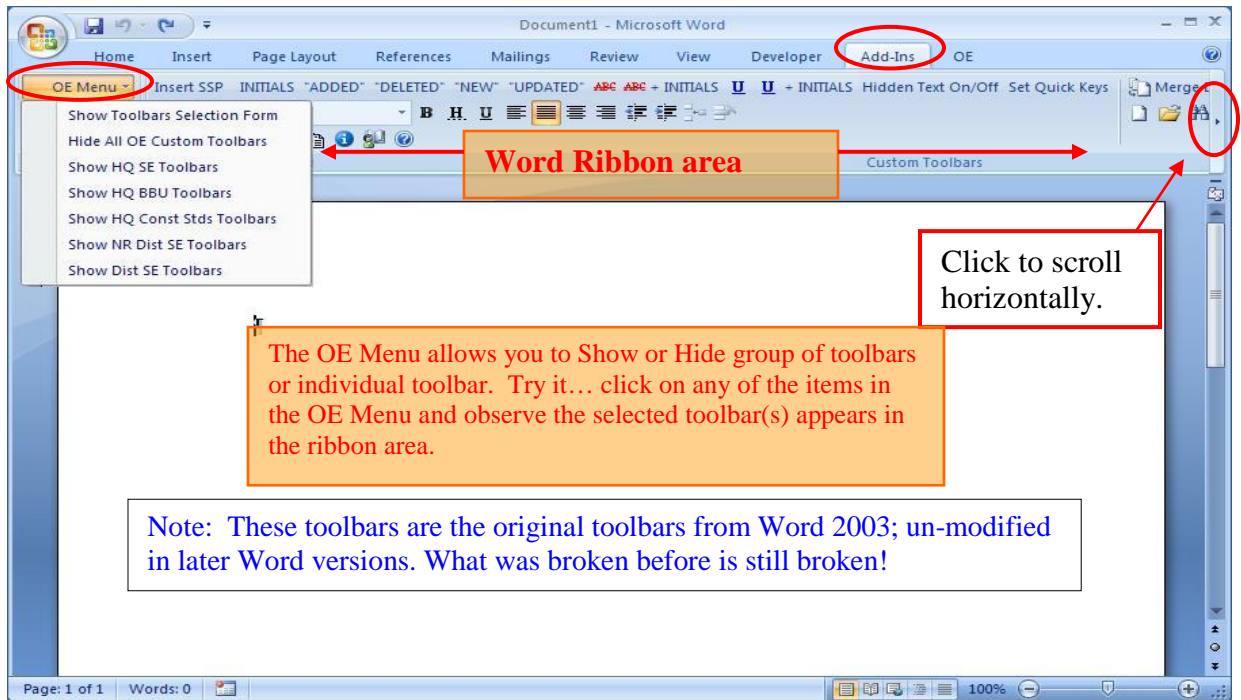 Document1 - Microsoft Word
Home Insert Page Layout References Mailings Review View Developer Add-Ins OE
OE Menu Insert SSP INITIALS "ADDED" "DELETED" "NEW" "UPDATED" ABC ABC + INITIALS U U + INITIALS Hidden Text On/Off Set Quick Keys Merge
Show Toolbars Selection Form
B H U
Hide All OE Custom Toolbars
Word Ribbon area
Custom Toolbars
Show HQ SE Toolbars
Show HQ BBU Toolbars
Show HQ Const Stds Toolbars
Show NR Dist SE Toolbars
Show Dist SE Toolbars
Click to scroll
horizontally.
The OE Menu allows you to Show or Hide group of toolbars
or individual toolbar. Try it… click on any of the items in
the OE Menu and observe the selected toolbar(s) appears in
the ribbon area.
Note: These toolbars are the original toolbars from Word 2003; un-modified
in later Word versions. What was broken before is still broken!
Page: 1 of 1 Words: 0 100%